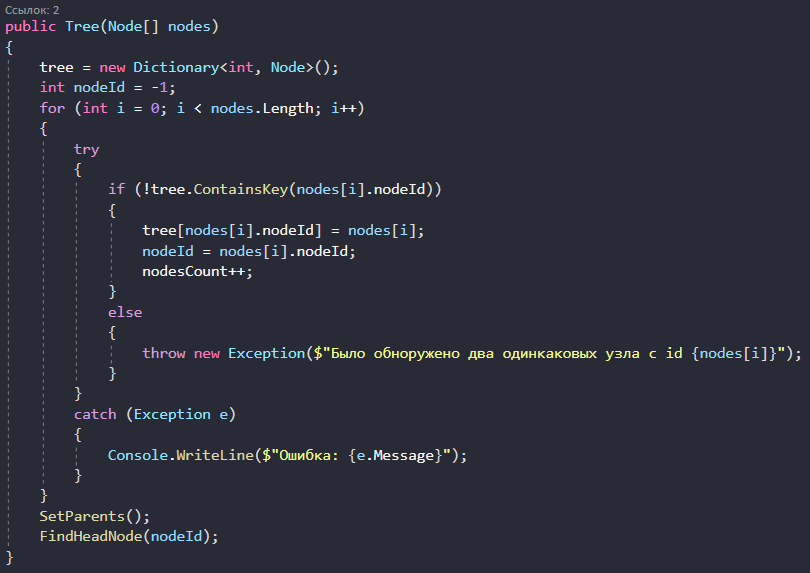 Ссылок: 2
public Tree(Node[] nodes)
{
tree = new Dictionary<int, Node>();
int nodeId = -1;
for (int i = 0; i < nodes.Length; i++)
{
try
{
if (!tree.ContainsKey(nodes[i].nodeId))
{
tree[nodes[i].nodeId] = nodes[i];
nodeId = nodes[i].nodeId;
nodesCount++;
}
else
{
throw new Exception($"Было обноружено два одинкаковых узла с id {nodes[i]}");
}
}
catch (Exception e)
{
Console.WriteLine($"Ошибка: {e.Message}");
}
}
SetParents();
FindHeadNode(nodeId);
}